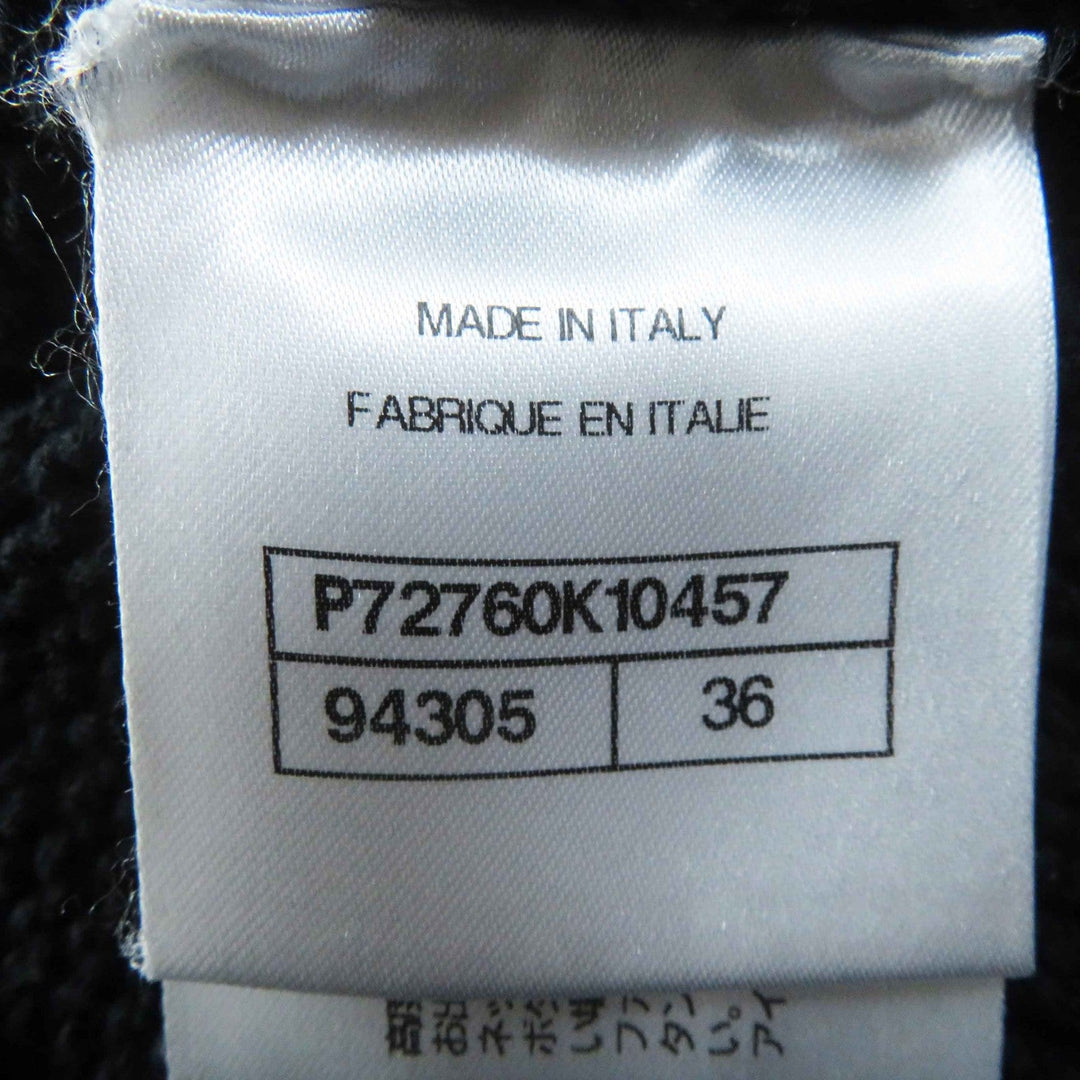 MADE IN ITALY
FABRIQUE EN ITALIE
P72760K10457
94305 36